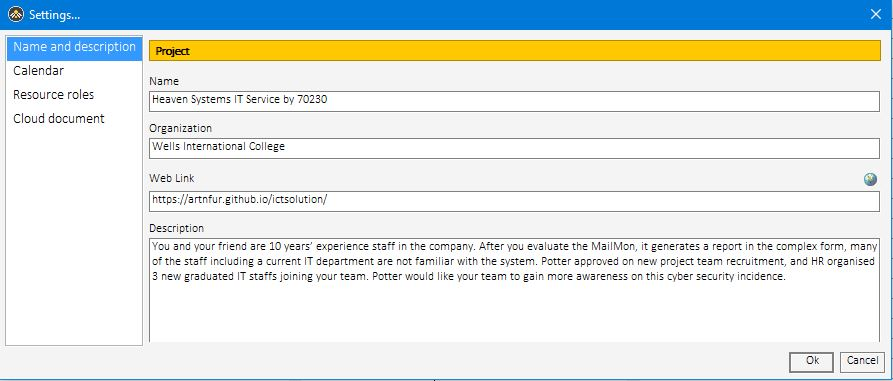 Settings...
Name and description
Calendar
Resource roles
Cloud document
Project
Name
Heaven Systems IT Service by 70230
Organization
Wells International College
Web Link
https://artnfur.github.io/ictsolution/
Description
You and your friend are 10 years’ experience staff in the company. After you evaluate the MailMon, it generates a report in the complex form, many
of the staff including a current IT department are not familiar with the system. Potter approved on new project team recruitment, and HR organised
3 new graduated IT staffs joining your team. Potter would like your team to gain more awareness on this cyber security incidence.
Ok
Cancel